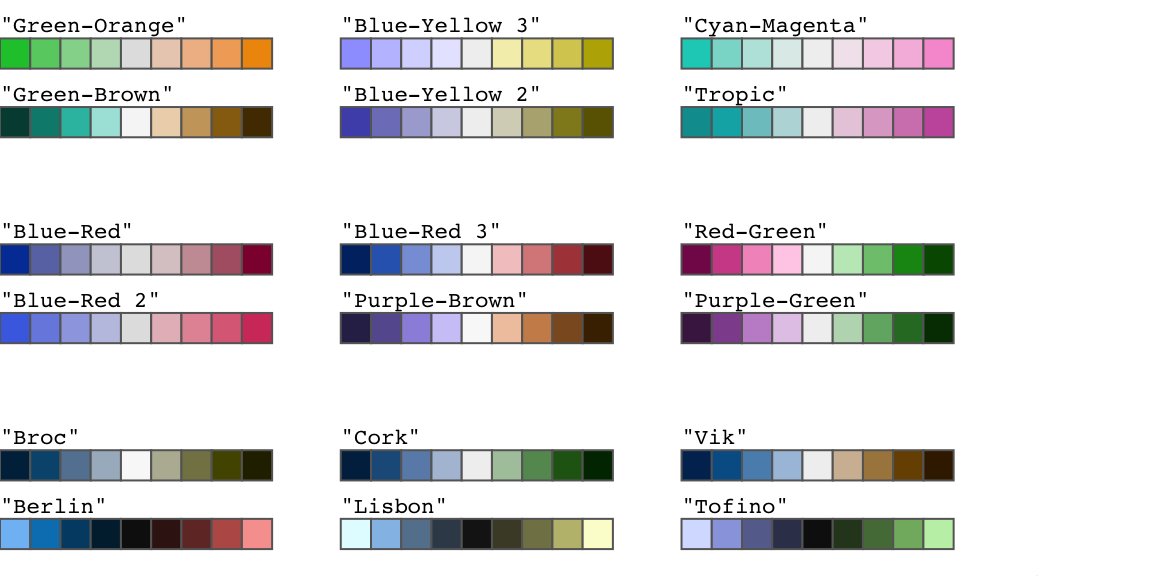 "Green-Orange"
"Blue-Yellow 3"
"Cyan-Magenta"
"Green-Brown"
"Blue-Yellow 2"
"Tropic"
"Blue-Red"
"Blue-Red 3"
"Red-Green"
"Blue-Red 2"
"Purple-Brown"
"Purple-Green"
"Broc"
"Cork"
"Vik"
"Berlin"
"Lisbon"
"Tofino"